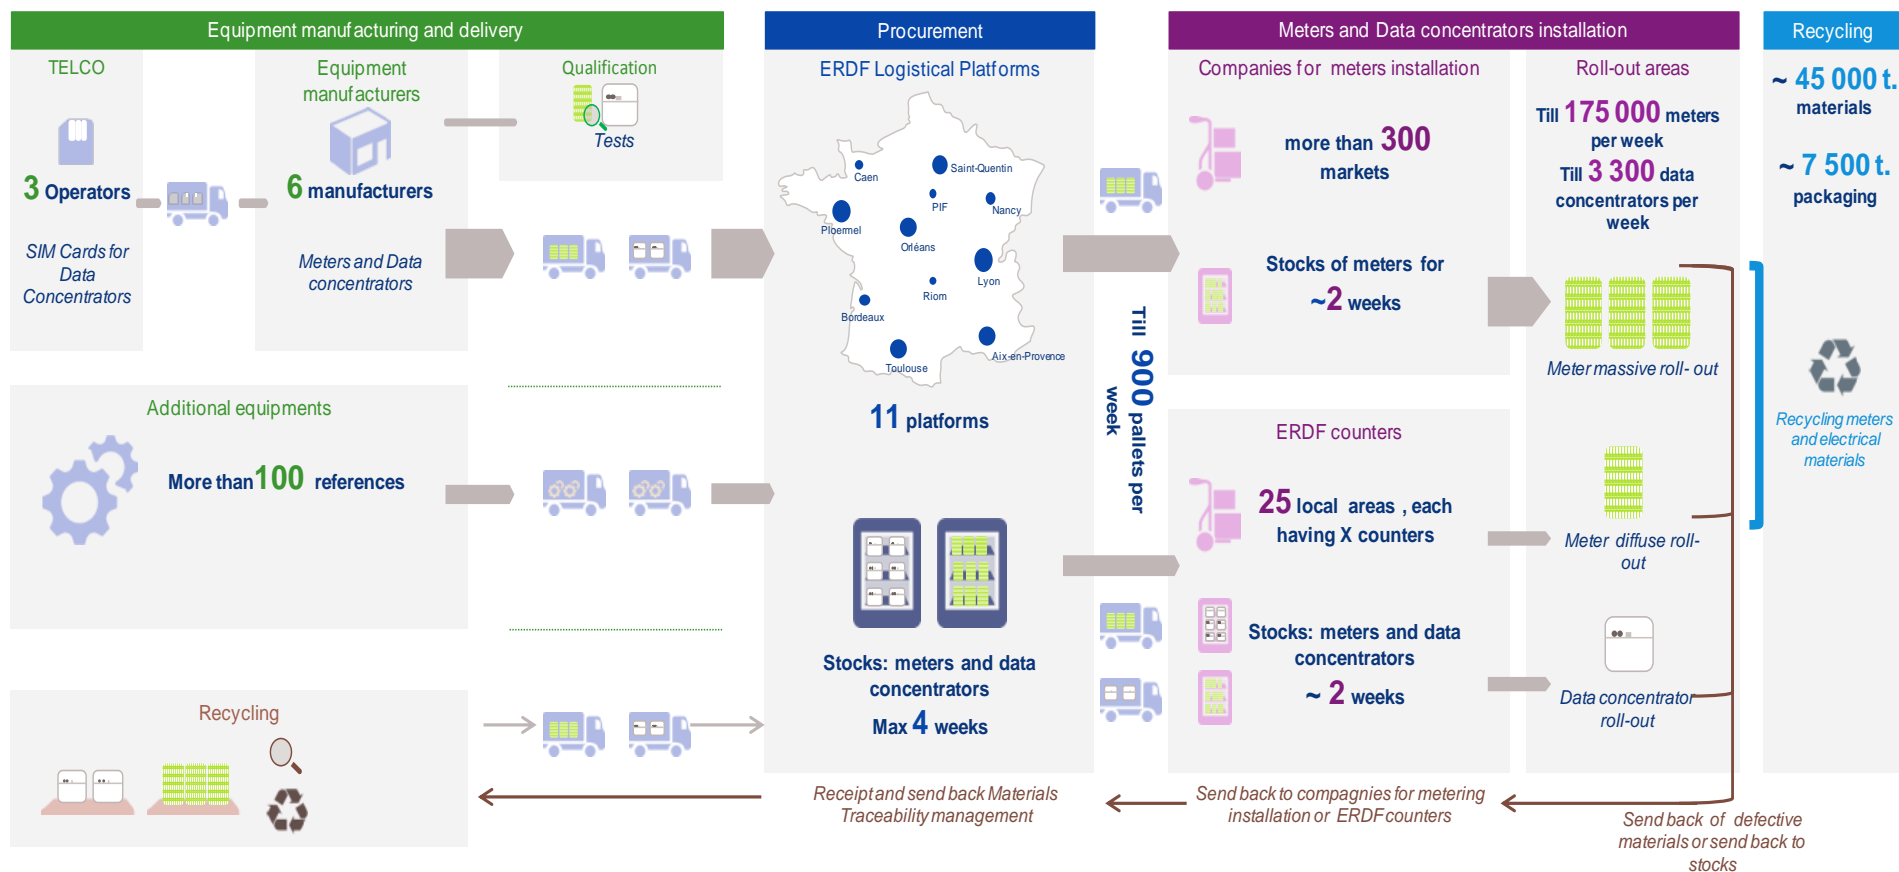 Equipment manufacturing and delivery
TELCO
3 Operators
SIM Cards for
Data
Concentrators
Equipment
manufacturers
6 manufacturers
Meters and Data
concentrators
Qualification
Tests
Additional equipments
More than 100 references
Recycling
Procurement
ERDF Logistical Platforms
Caen
Saint-Quentin
PIF
Nancy
Ploermel
Orléans
Lyon
Riom
Bordeaux
Aix-en-Provence
Toulouse
11 platforms
Stocks: meters and data
concentrators
Max 4 weeks
Receipt and send back Materials
Traceability management
Till 900 pallets per
week
Meters and Data concentrators installation
Companies for meters installation
more than 300
markets
Stocks of meters for
~2 weeks
ERDF counters
25 local areas , each
having X counters
Stocks: meters and data
concentrators
~ 2 weeks
Send back to compagnies for metering
installation or ERDF counters
Roll-out areas
Till 175 000 meters
per week
Till 3 300 data
concentrators per
week
Meter massive roll- out
Meter diffuse roll-
out
Data concentrator
roll-out
Send back of defective
materials or send back to
stocks
Recycling
~ 45 000 t.
materials
~ 7 500 t.
packaging
Recycling meters
and electrical
materials